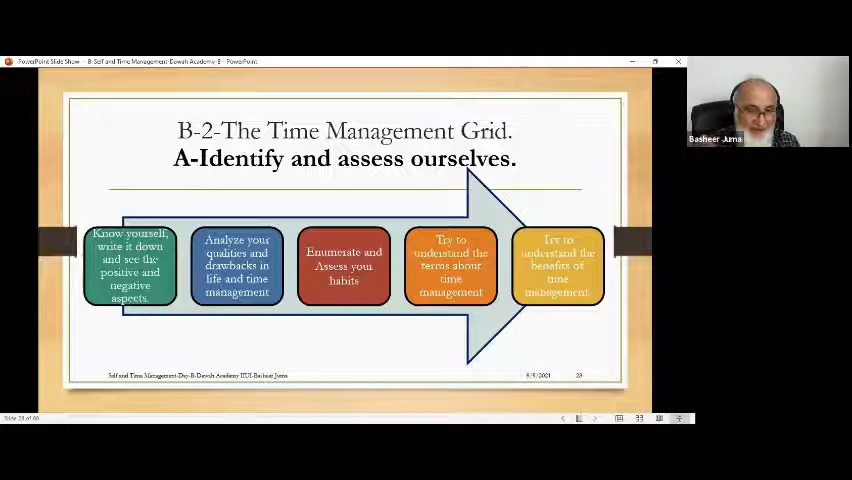 PowerPoint Slide Show - B-Self and Time Management-Dawah Academy-B - PowerPoint
B-2-The Time Management Grid.
A-Identify and assess ourselves.
Know yourself,
write it down
and see the
positive and
negative
aspects.
Analyze your
qualities and
drawbacks in
life and time
management
Enumerate and
Assess your
habits
Try to
understand the
terms about
time
management
Try to
understand the
benefits of
time
management.
Self and Time Management-Day-B-Dawah Academy IIUI-Basheer Juma
9/9/2021
28
Slide 28 of 80
Basheer Juma